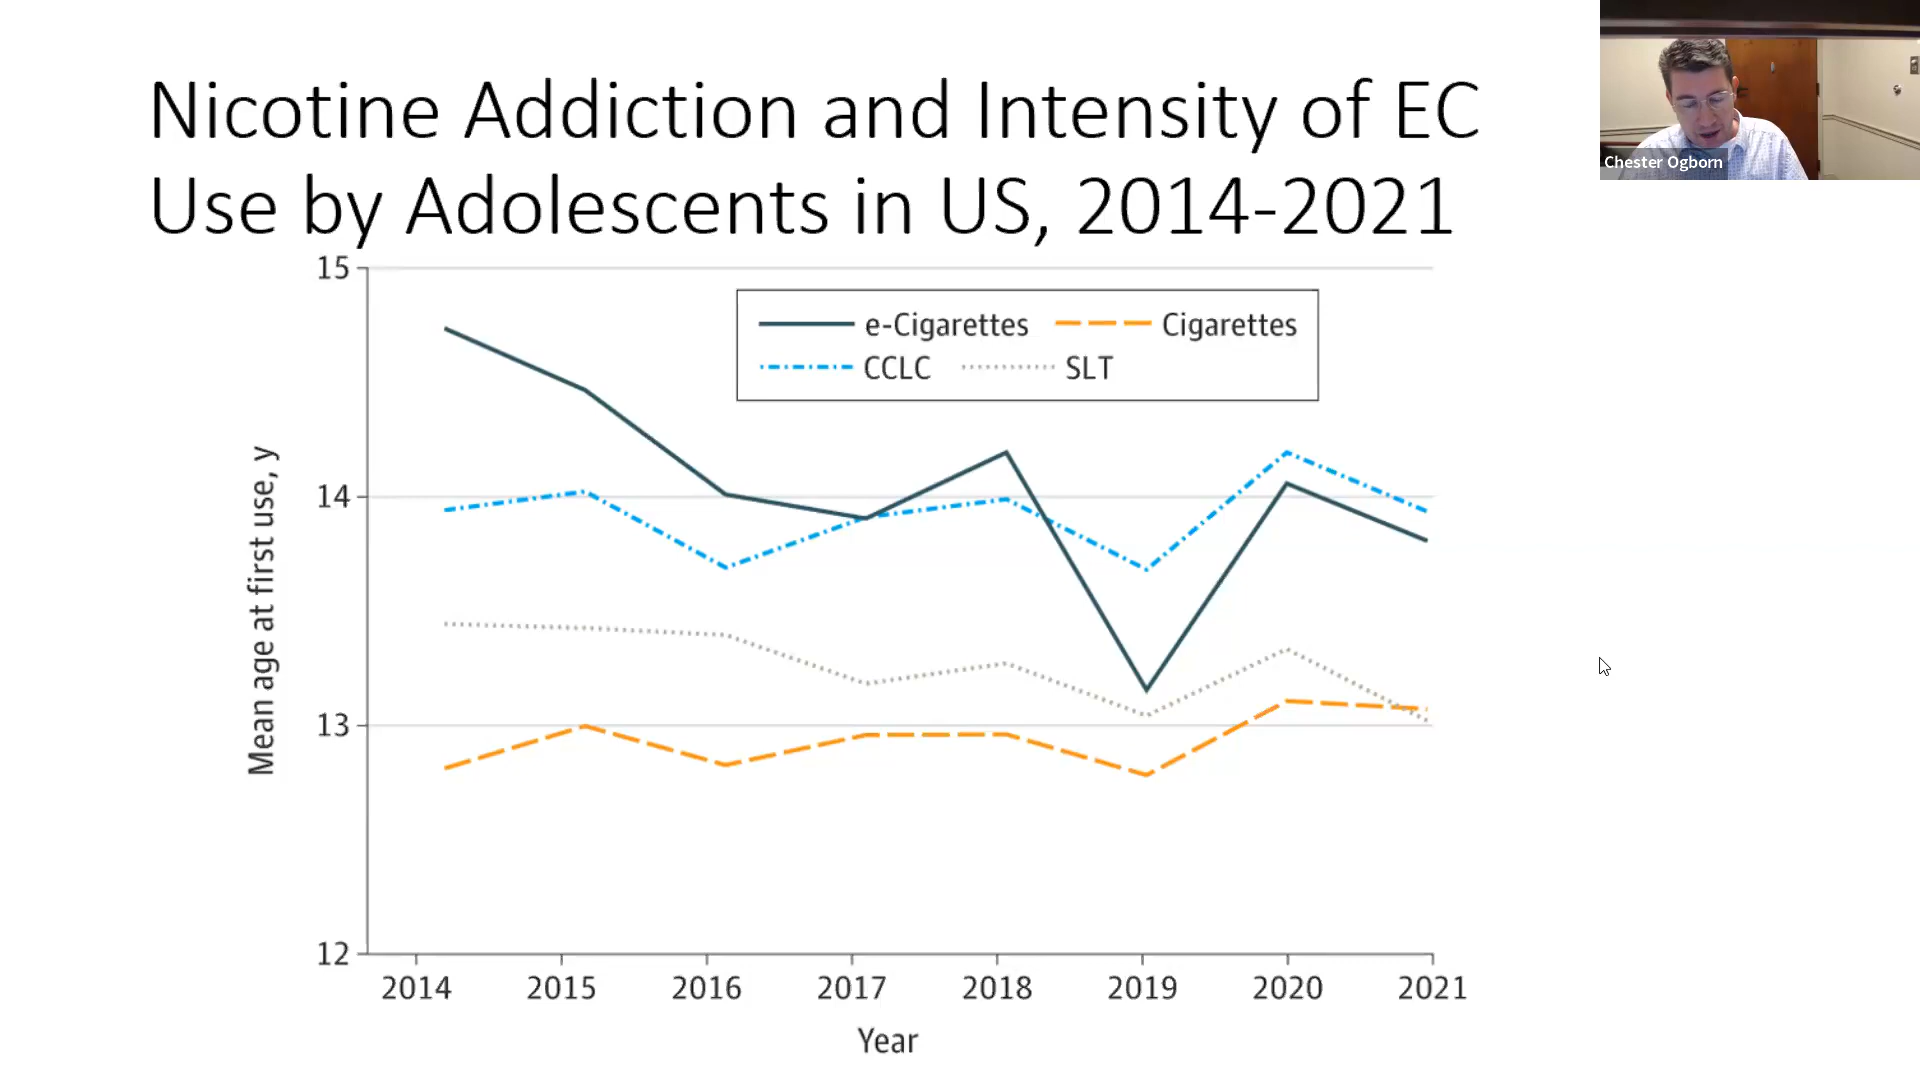 Nicotine Addiction and Intensity of EC
Use by Adolescents in US, 2014-2021
Chester Ogborn
e-Cigarettes Cigarettes
CCLC SLT
Mean age at first use, y
15
14
13
12
2014 2015 2016 2017 2018 2019 2020 2021
Year